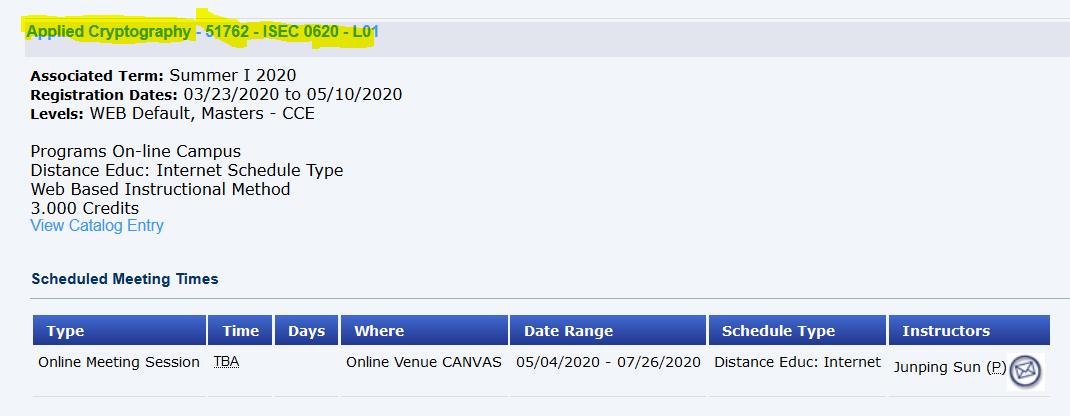 Applied Cryptography - 51762 - ISEC 0620 - L01
Associated Term: Summer I 2020
Registration Dates: 03/23/2020 to 05/10/2020
Levels: WEB Default, Masters - CCE
Programs On-line Campus
Distance Educ: Internet Schedule Type
Web Based Instructional Method
3.000 Credits
View Catalog Entry
Scheduled Meeting Times
Type Time Days Where Date Range Schedule Type Instructors
Online Meeting Session TBA Online Venue CANVAS 05/04/2020 - 07/26/2020 Distance Educ: Internet Junping Sun (P)